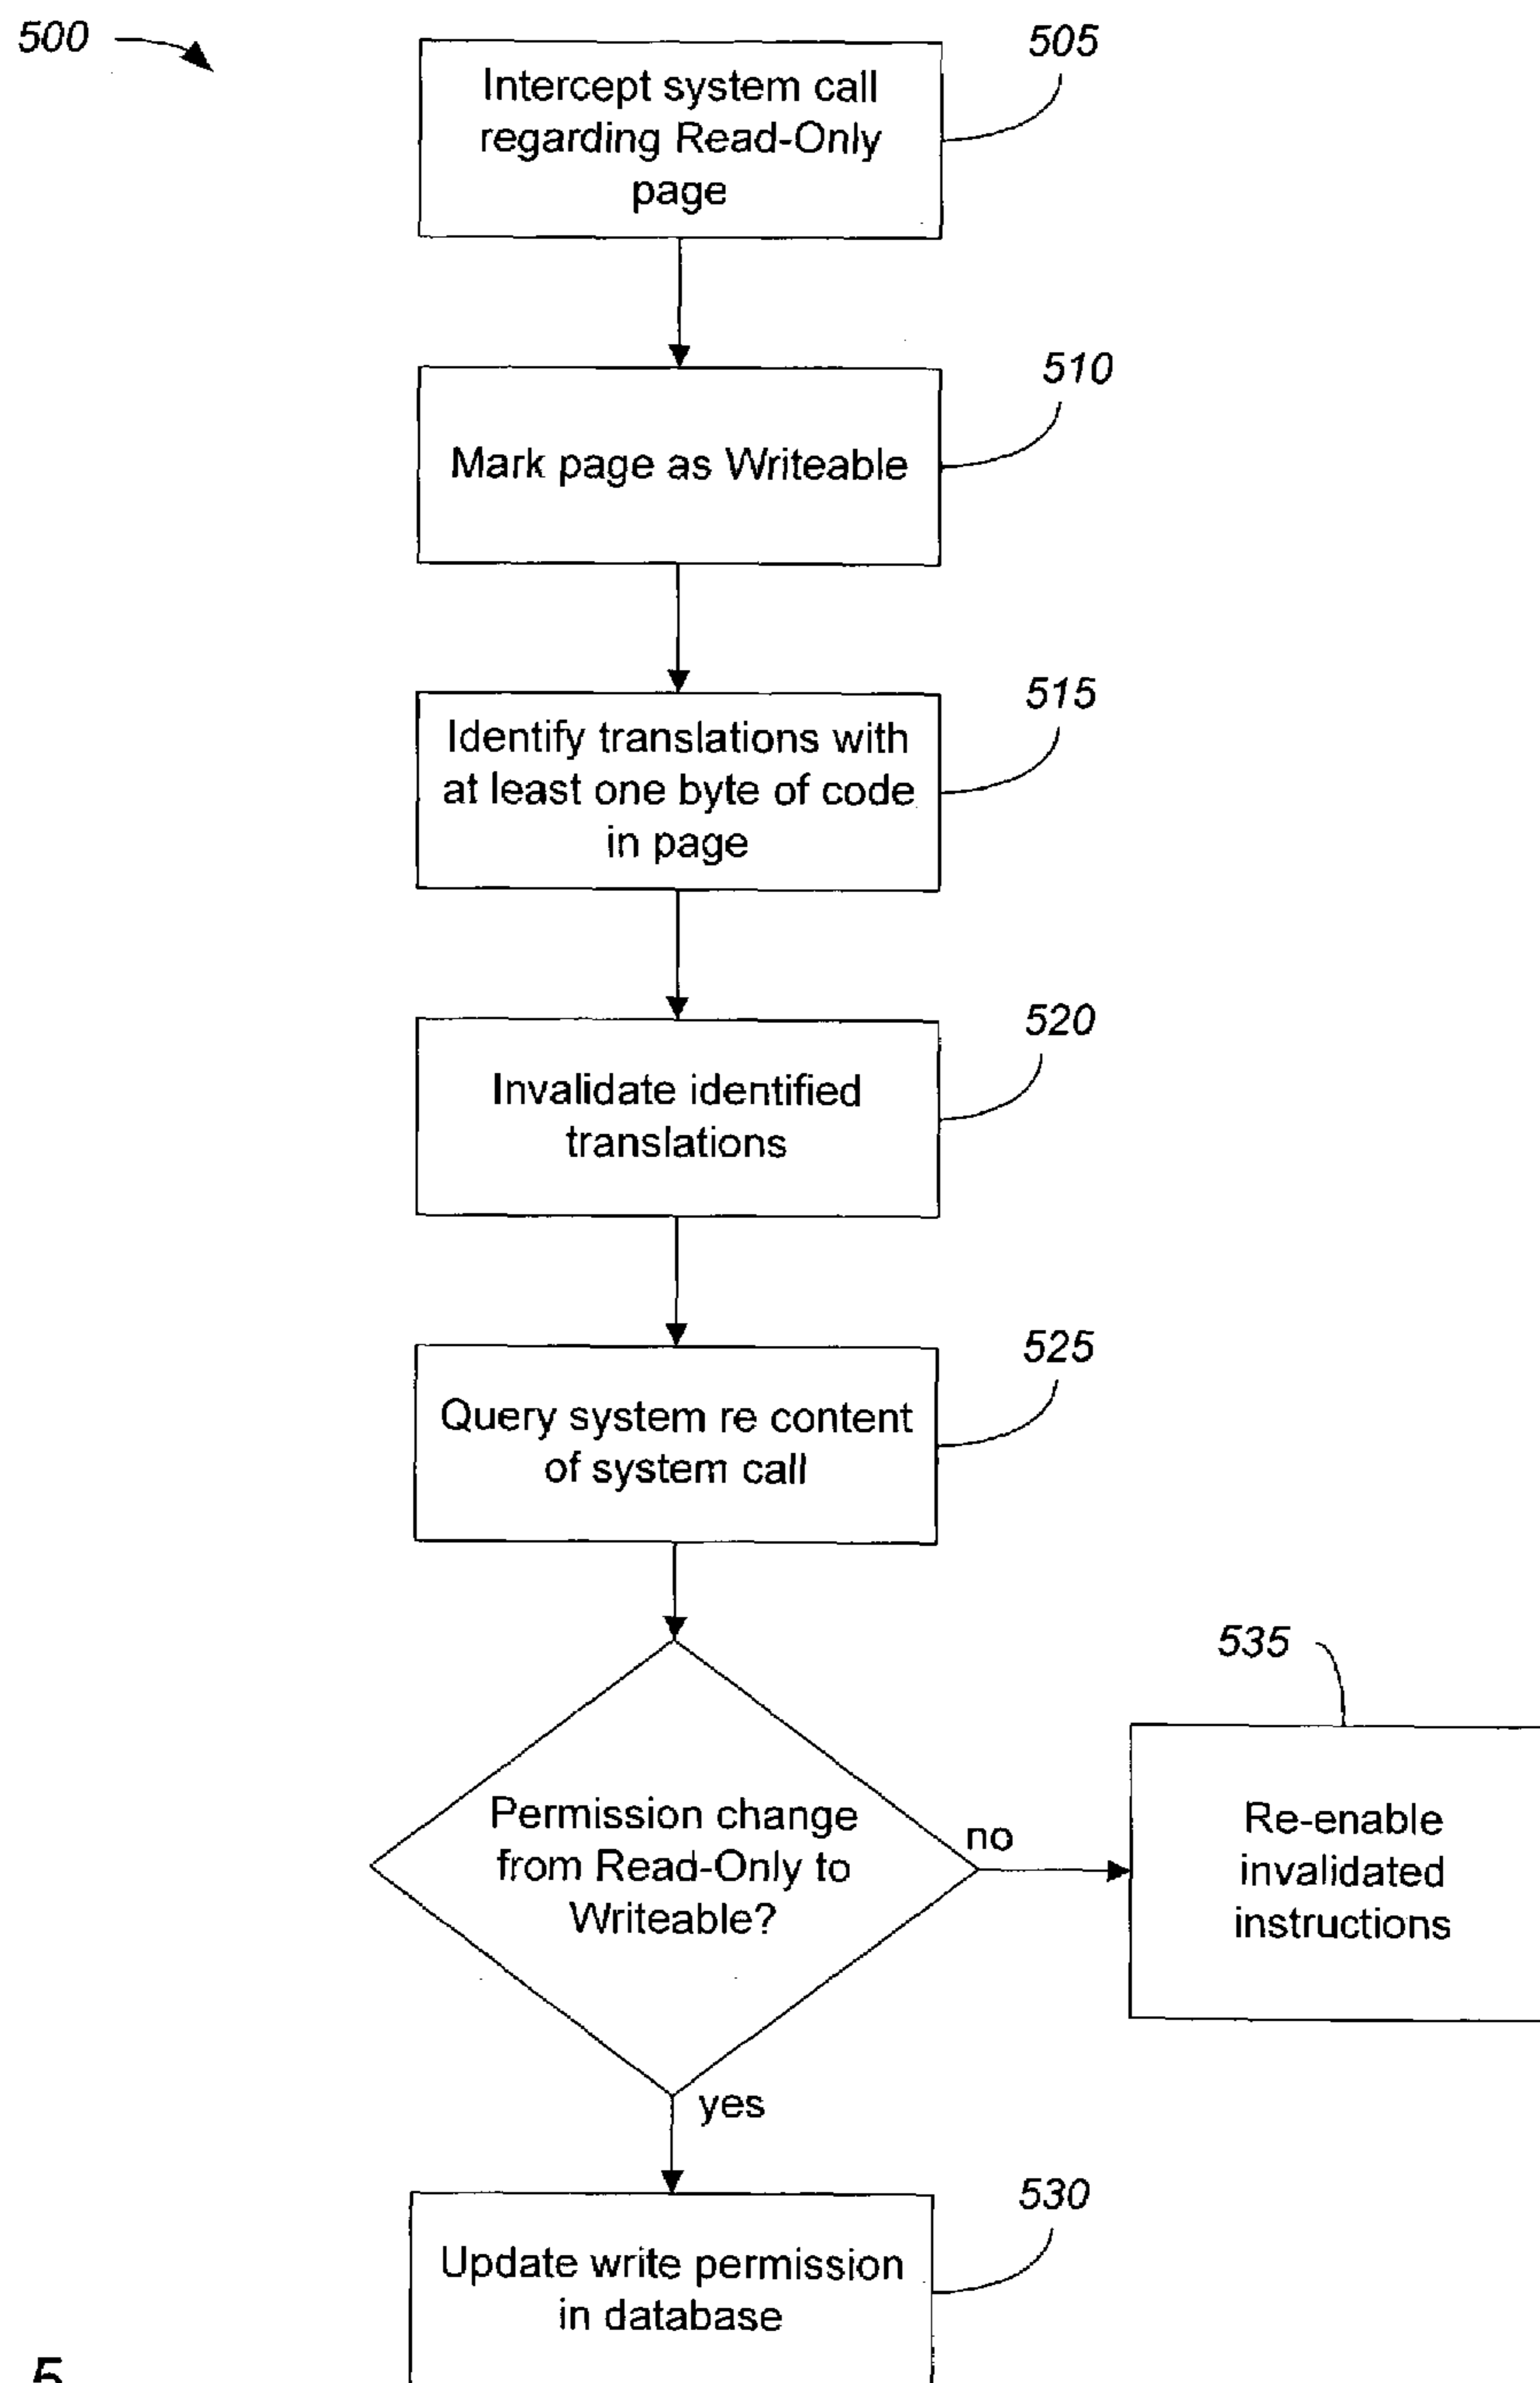 500
505
Intercept system call
regarding Read-Only
page
510
Mark page as Writeable
515
Identify translations with
at least one byte of code
in page
520
Invalidate identified
translations
525
Query system re content
of system call
535
Permission change
from Read-Only to
Writeable?
no
Re-enable
invalidated
instructions
yes
530
Update write permission
in database
5